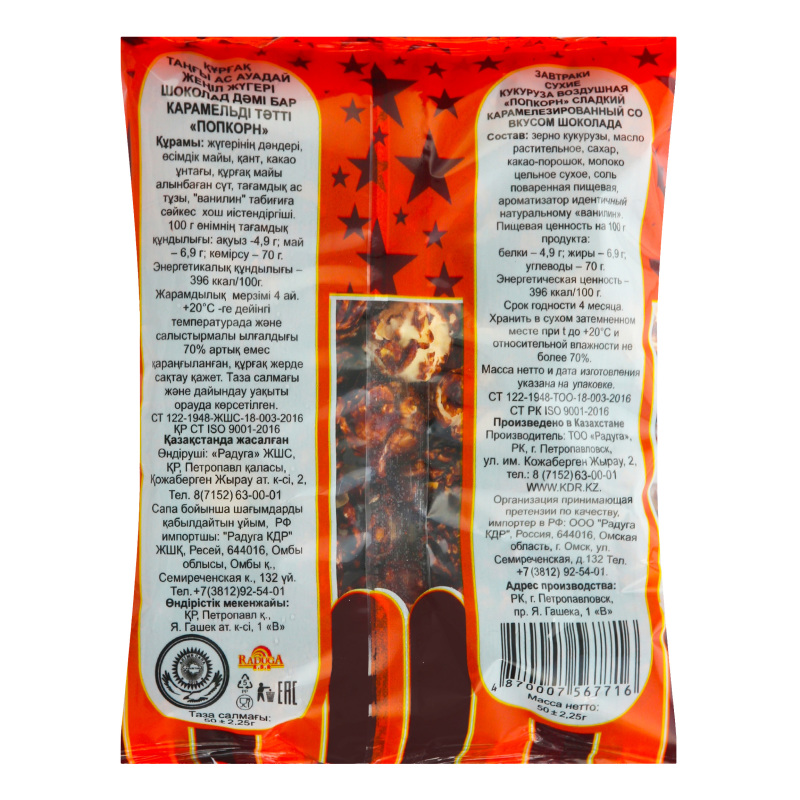 ҚҰРҒАҚ
ТАҢҒЫ АС АУАДАЙ
ЖЕҢІЛ ЖҮГЕРІ
ШОКОЛАД ДӘМІ БАР
КАРАМЕЛЬДІ ТӘТТІ
«ПОПКОРН»
Құрамы: жүгерінің дәндері,
өсімдік майы, қант, какао
ұнтағы, құрғақ майы
алынбаған сүт, тағамдық ас
тұзы, "ванилин" табиғиға
сәйкес хош иістендіргіші.
100 г өнімнің тағамдық
құндылығы: ақуыз -4,9 г; май
– 6,9 г; көмірсу – 70 г.
Энергетикалық құндылығы –
396 ккал/100г.
Жарамдылық мерзімі 4 ай.
+20°С -ге дейінгі
температурада және
салыстырмалы ылғалдығы
70% артық емес
қараңғыланған, құрғақ жерде
сақтау қажет. Таза салмағы
және дайындау уақыты
орауда көрсетілген.
СТ 122-1948-ЖШС-18-003-2016
ҚР СТ ISO 9001-2016
Қазақстанда жасалған
Өндіруші: «Радуга» ЖШС,
ҚР, Петропавл қаласы,
Қожаберген Жырау ат. к-сі, 2,
Тел. 8(7152) 63-00-01
Сапа бойынша шағымдарды
қабылдайтын ұйым, РФ
импортшы: "Радуга КДР"
ЖШҚ, Ресей, 644016, Омбы
облысы, Омбы қ.,
Семиреченская к., 132 үй.
Тел.+7(3812)92-54-01
Өндірістік мекенжайы:
ҚР, Петропавл қ.,
Я. Гашек ат. к-сі, 1 «В»
RADUGA
5
PP
EAC
Таза салмағы:
50 ± 2.25г
ЗАВТРАКИ
СУХИЕ
КУКУРУЗА ВОЗДУШНАЯ
«ПОПКОРН» СЛАДКИЙ
КАРАМЕЛЕЗИРОВАННЫЙ СО
ВКУСОМ ШОКОЛАДА
Состав: зерно кукурузы, масло
растительное, сахар,
какао-порошок, молоко
цельное сухое, соль
поваренная пищевая,
ароматизатор идентичный
натуральному «ванилин».
Пищевая ценность на 100 г
продукта:
белки – 4,9 г; жиры – 6,9 г;
углеводы – 70 г.
Энергетическая ценность –
396 ккал/100 г.
Срок годности 4 месяца.
Хранить в сухом затемненном
месте при t до +20°С и
относительной влажности не
более 70%.
Масса нетто и дата изготовления
указана на упаковке.
СТ 122-1948-ТОО-18-003-2016
СТ РК ISO 9001-2016
Произведено в Казахстане
Производитель: ТОО «Радуга»,
РК, г. Петропавловск,
ул. им. Кожаберген Жырау, 2,
тел.: 8 (7152) 63-00-01
WWW.KDR.KZ.
Организация принимающая
претензии по качеству,
импортер в РФ: ООО "Радуга
КДР", Россия, 644016, Омская
область, г. Омск, ул.
Семиреченская, д.132 Тел.
+7 (3812) 92-54-01.
Адрес производства:
РК, г. Петропавловск,
пр. Я. Гашека, 1 «В»
4 870007 567716
Масса нетто:
50 ± 2.25г